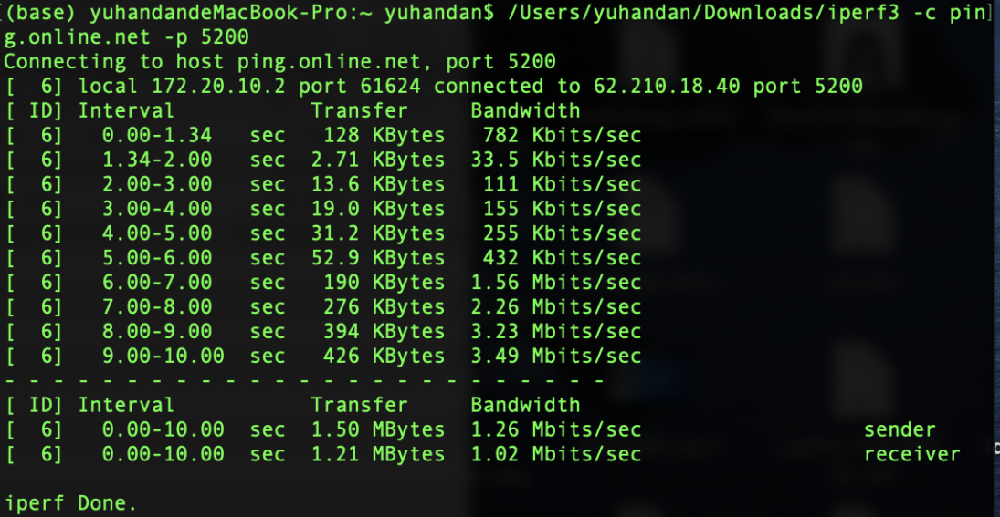 (base) yuhandandeMacBook-Pro:~ yuhandan$ /Users/yuhandan/Downloads/iperf3 -c pin
g.online.net -p 5200
Connecting to host ping.online.net, port 5200
[  6] local 172.20.10.2 port 61624 connected to 62.210.18.40 port 5200
[ ID] Interval           Transfer     Bandwidth
[  6]   0.00-1.34   sec   128 KBytes   782 Kbits/sec
[  6]   1.34-2.00   sec  2.71 KBytes  33.5 Kbits/sec
[  6]   2.00-3.00   sec  13.6 KBytes   111 Kbits/sec
[  6]   3.00-4.00   sec  19.0 KBytes   155 Kbits/sec
[  6]   4.00-5.00   sec  31.2 KBytes   255 Kbits/sec
[  6]   5.00-6.00   sec  52.9 KBytes   432 Kbits/sec
[  6]   6.00-7.00   sec   190 KBytes  1.56 Mbits/sec
[  6]   7.00-8.00   sec   276 KBytes  2.26 Mbits/sec
[  6]   8.00-9.00   sec   394 KBytes  3.23 Mbits/sec
[  6]   9.00-10.00  sec   426 KBytes  3.49 Mbits/sec
- - - - - - - - - - - - - - - - - - - - - - - - -
[ ID] Interval           Transfer     Bandwidth
[  6]   0.00-10.00  sec  1.50 MBytes  1.26 Mbits/sec                  sender
[  6]   0.00-10.00  sec  1.21 MBytes  1.02 Mbits/sec                  receiver
iperf Done.